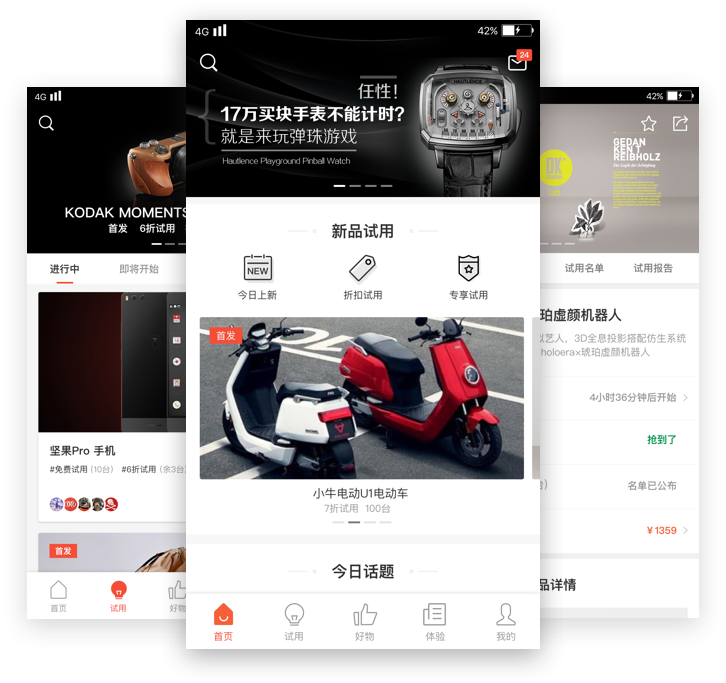 4G
KODAK MOMENTS
首发 6折试用
进行中
即将开始
坚果Pro 手机
#免费试用 (10台) #6折试用 (余3台)
首发
首页
试用
好物
4G
42%
24
任性！
17万买块手表不能计时?
就是来玩弹珠游戏
Hautlence Playground Pinball Watch
HAUTLENCE
新品试用
NEW
今日上新
折扣试用
专享试用
首发
小牛电动U1电动车
7折试用 100台
今日话题
首页
试用
好物
体验
我的
42%
GEDAN
KEN T
REIBHOLZ
OK
试用名单
试用报告
珀虚颜机器人
以艺人，3D全息投影搭配仿生系统
holoera×琥珀虚颜机器人
4小时36分钟后开始
抢到了
台)
名单已公布
¥1359
品详情